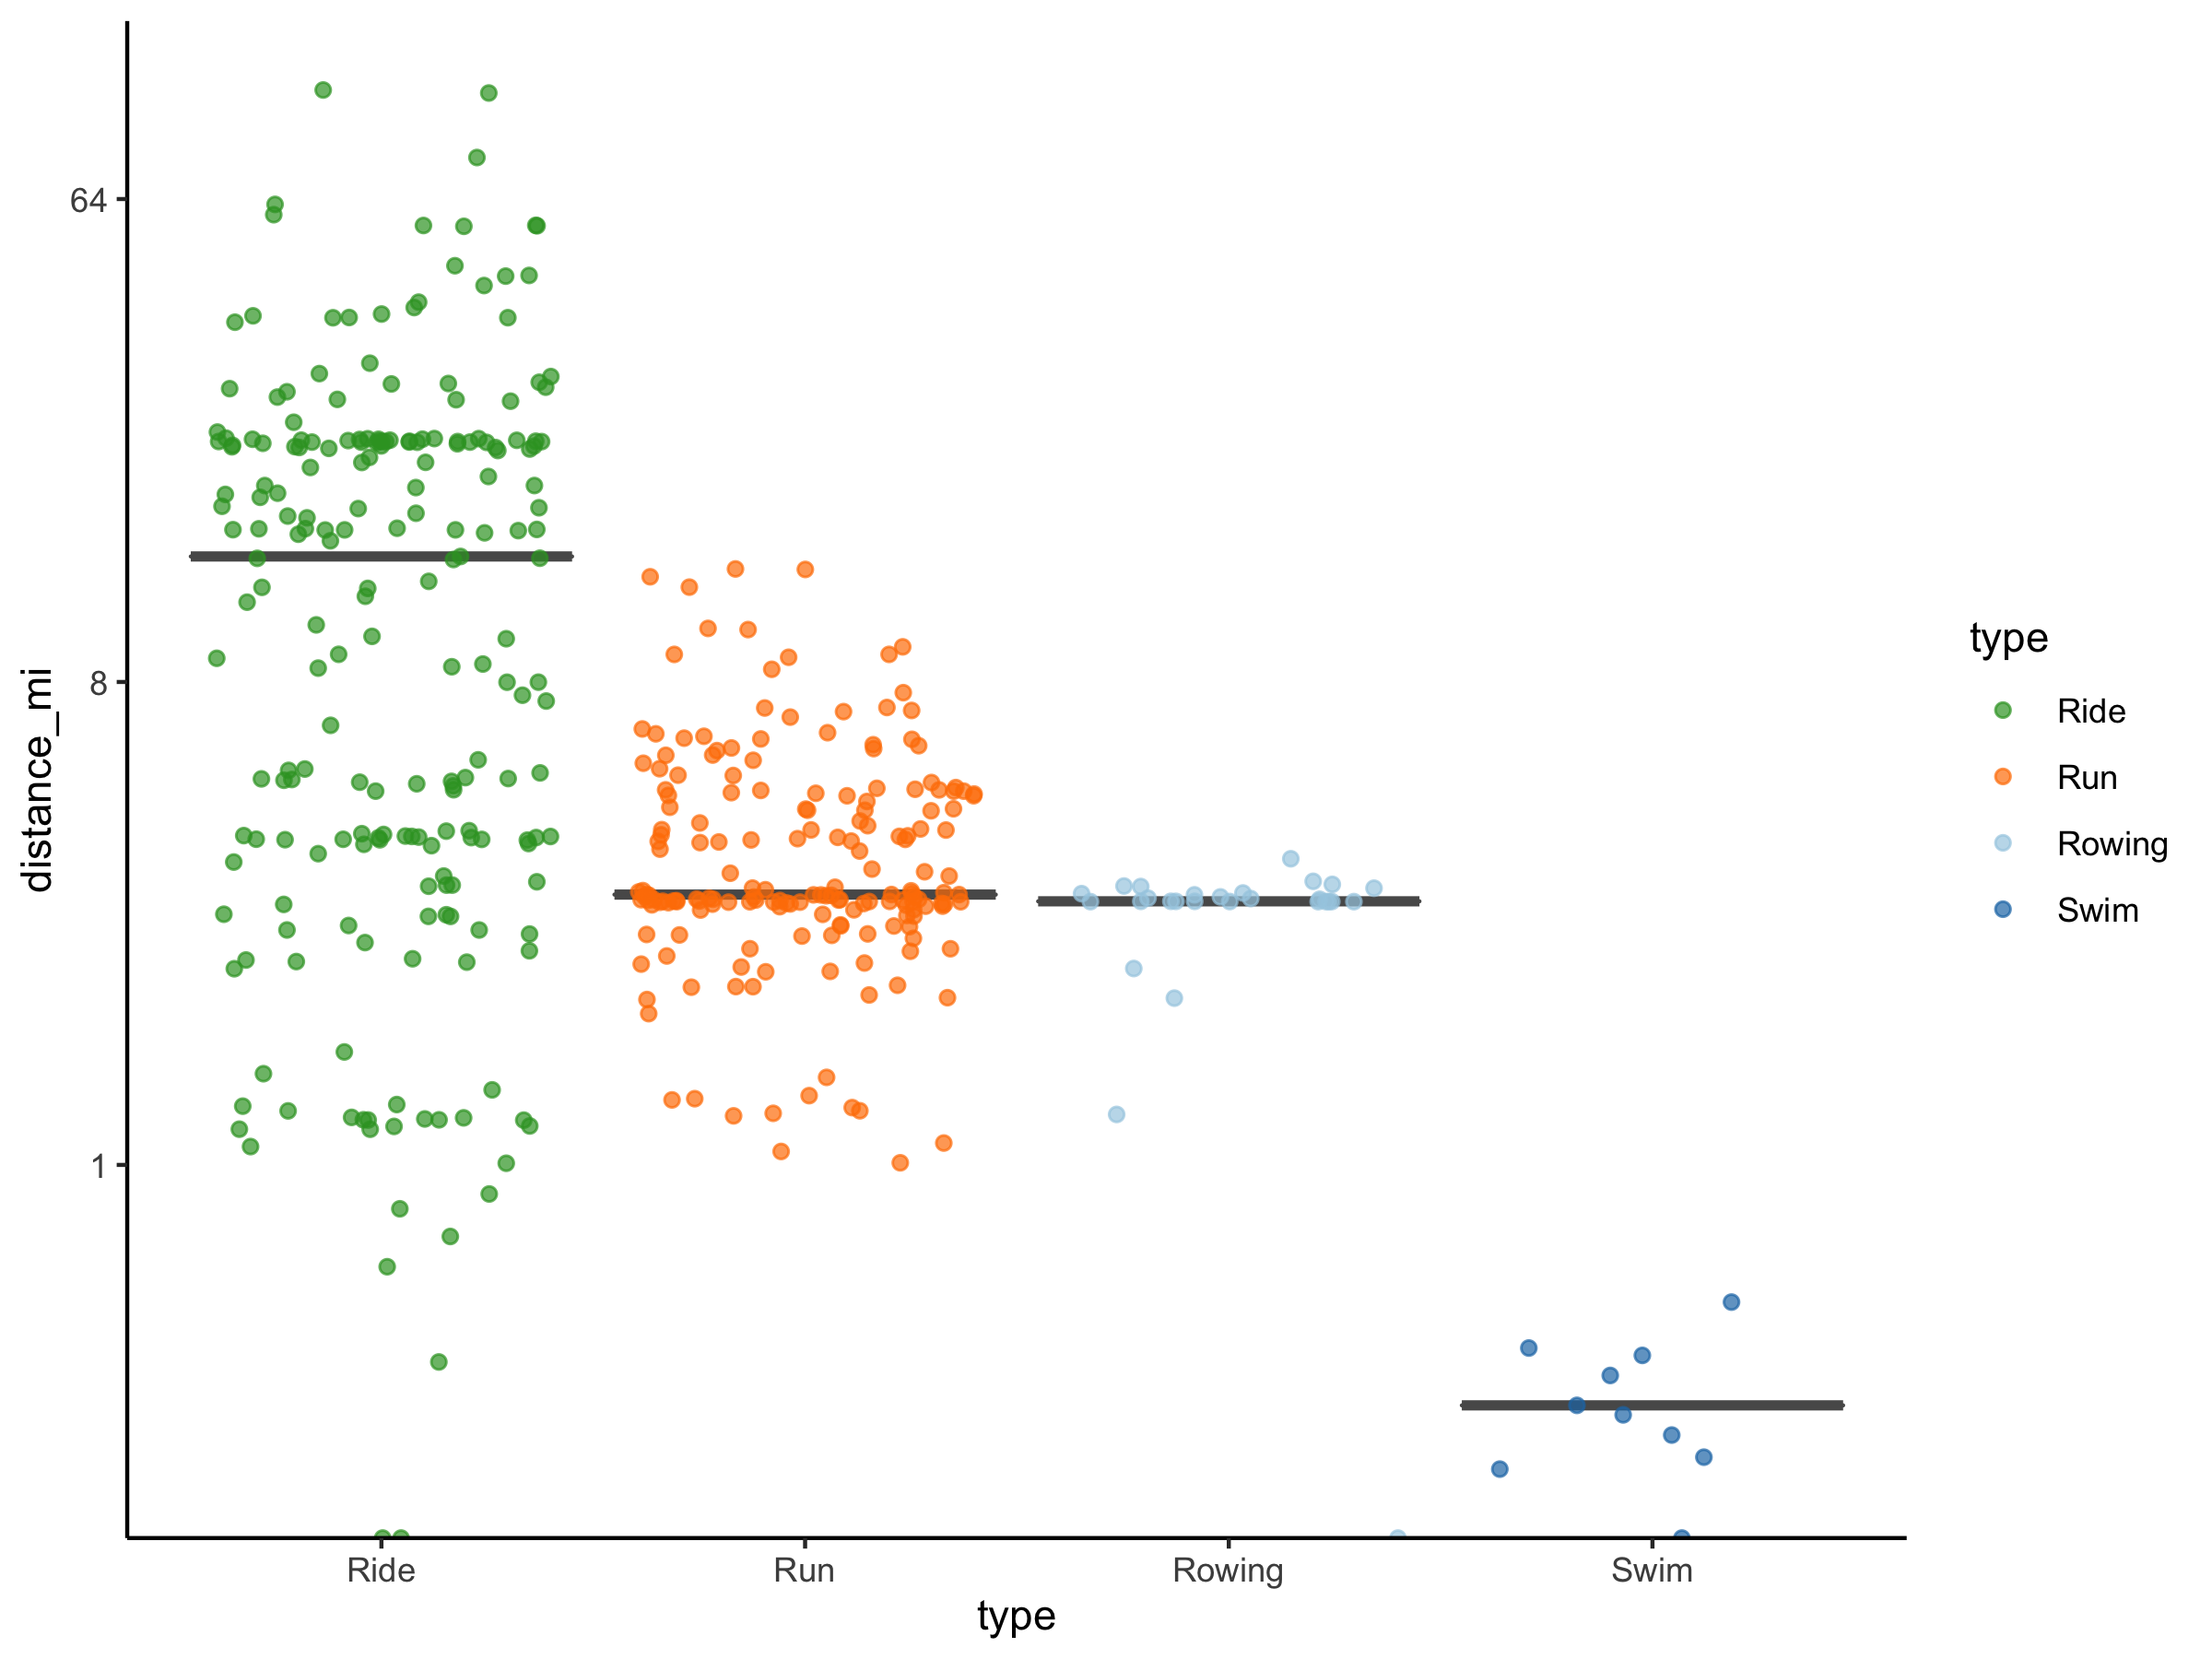 distance_mi
64
8
1
Ride
Run
Rowing
Swim
type
type
Ride
Run
Rowing
Swim